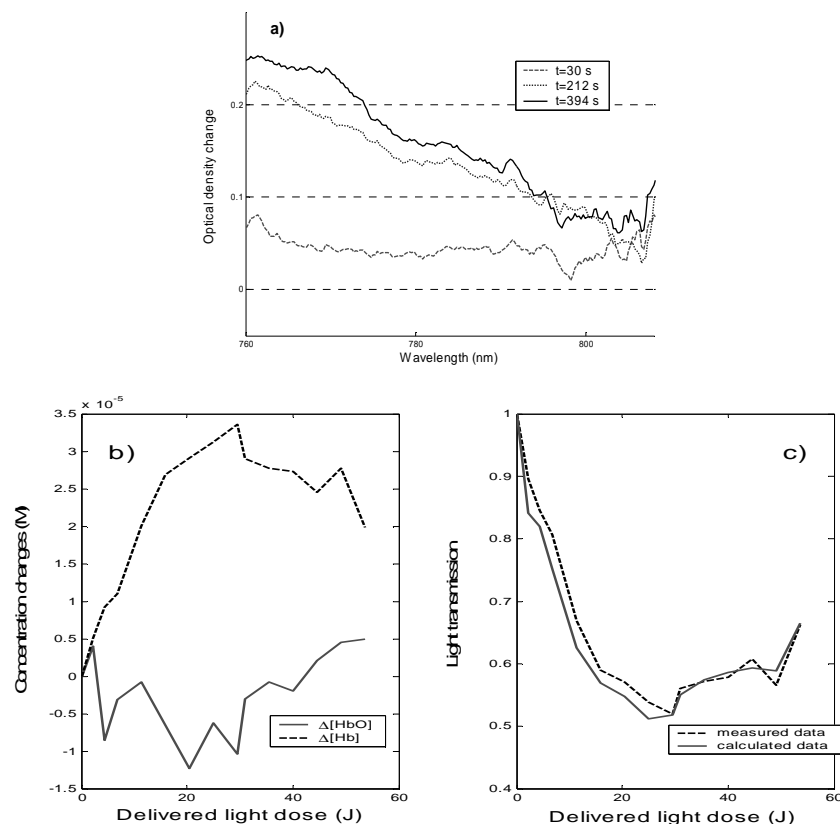 a)
t=30 s
t=212 s
t=394 s
0.2
0.1
0
Optical density change
760
780
800
Wavelength (nm)
× 10⁻⁵
b)
3.5
3
2.5
2
1.5
1
0.5
0
-0.5
-1
-1.5
Concentration changes (M)
Δ[HbO]
Δ[Hb]
0
20
40
60
Delivered light dose (J)
c)
1
0.9
0.8
0.7
0.6
0.5
0.4
Light transmission
measured data
calculated data
0
20
40
60
Delivered light dose (J)